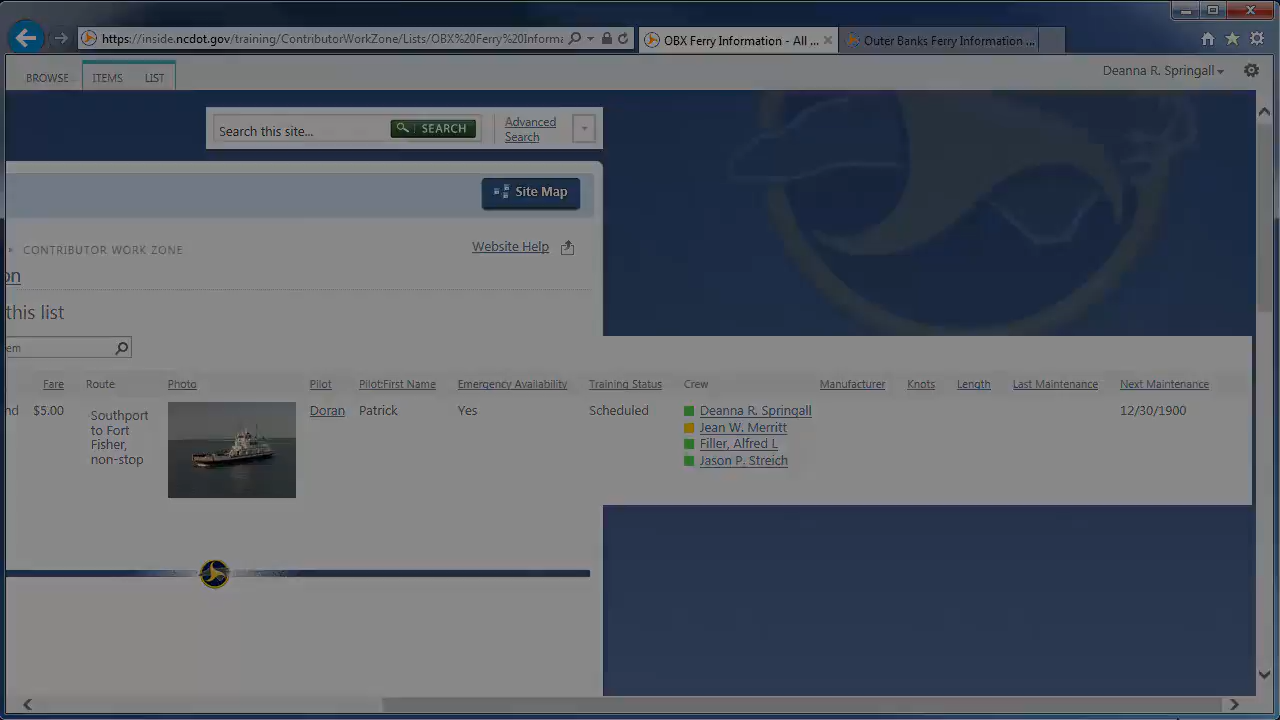 https://inside.ncdot.gov/training/ContributorWorkZone/Lists/OBX%20Ferry%20Informa
OBX Ferry Information - All ...
Outer Banks Ferry Information ...
BROWSE
ITEMS
LIST
Deanna R. Springall
Search this site...
SEARCH
Advanced
Search
Site Map
CONTRIBUTOR WORK ZONE
Website Help
on
this list
em
Fare
Route
Photo
Pilot
Pilot:First Name
Emergency Availability
Training Status
Crew
Manufacturer
Knots
Length
Last Maintenance
Next Maintenance
nd
$5.00
Southport
to Fort
Fisher,
non-stop
Doran
Patrick
Yes
Scheduled
Deanna R. Springall
Jean W. Merritt
Filler, Alfred L
Jason P. Streich
12/30/1900